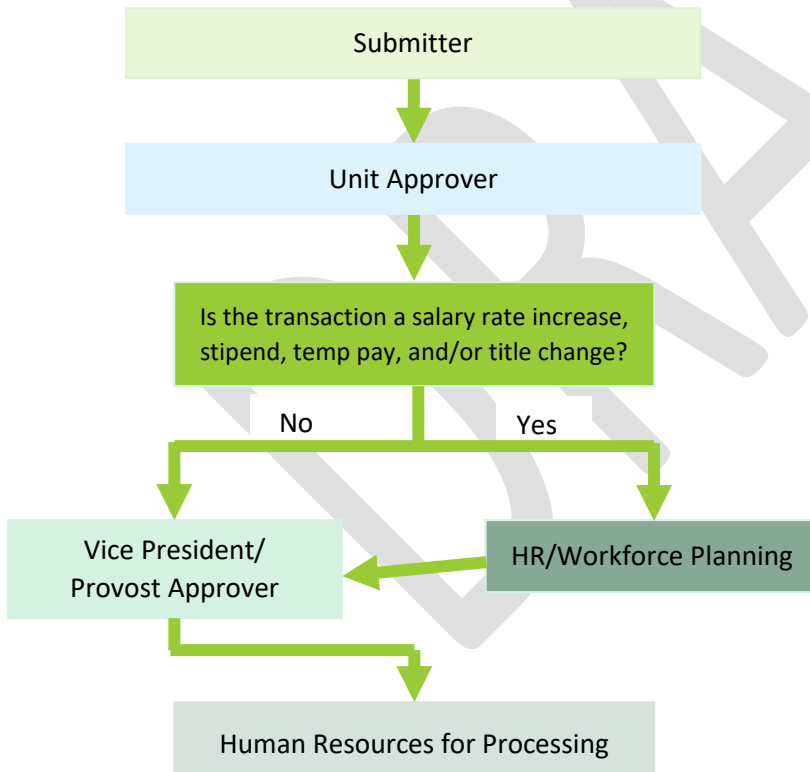 Submitter
Unit Approver
Is the transaction a salary rate increase,
stipend, temp pay, and/or title change?
No
Yes
Vice President/
Provost Approver
HR/Workforce Planning
Human Resources for Processing